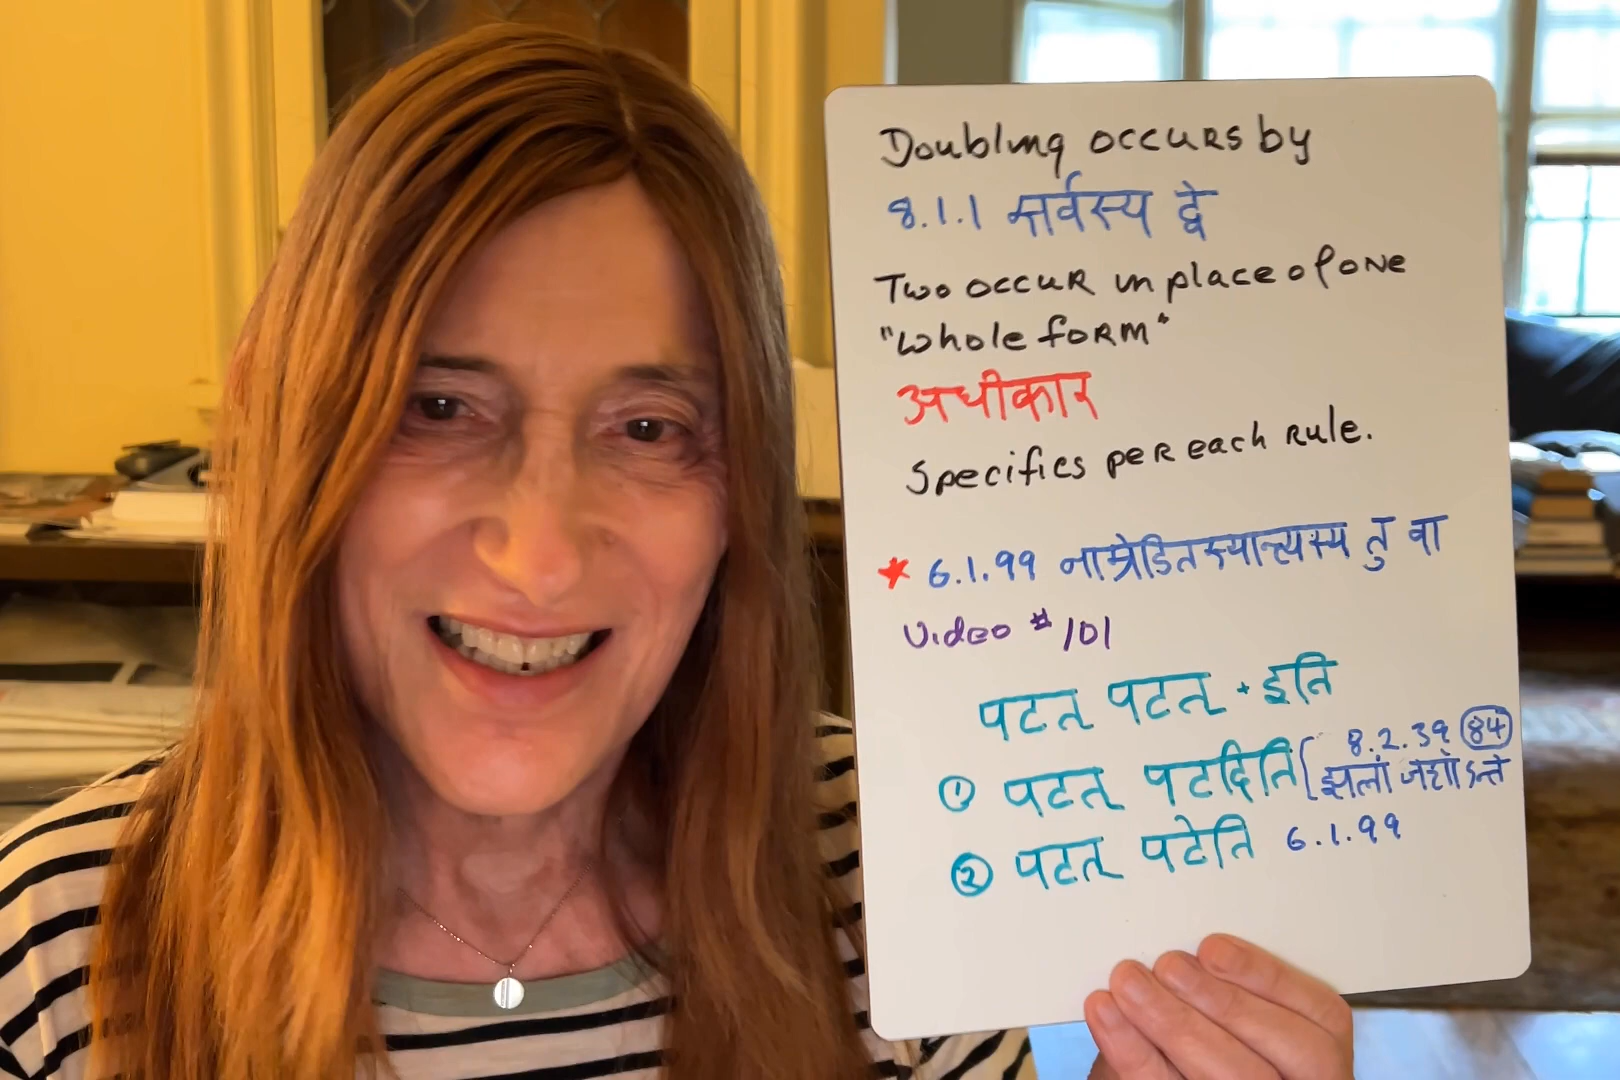 Doubling occurs by
8.1.1 सर्वस्य द्वे
Two occur in place of one
"whole form"
अधीकार
Specifics per each rule.
* 6.1.99 नाम्रेडितस्यान्त्यस्य तु वा
Video # 101
पटत् पटत् + इति
① पटत् पटदिति [ 8.2.39 (84) झलां जशोऽन्ते
② पटत् पटेति 6.1.99